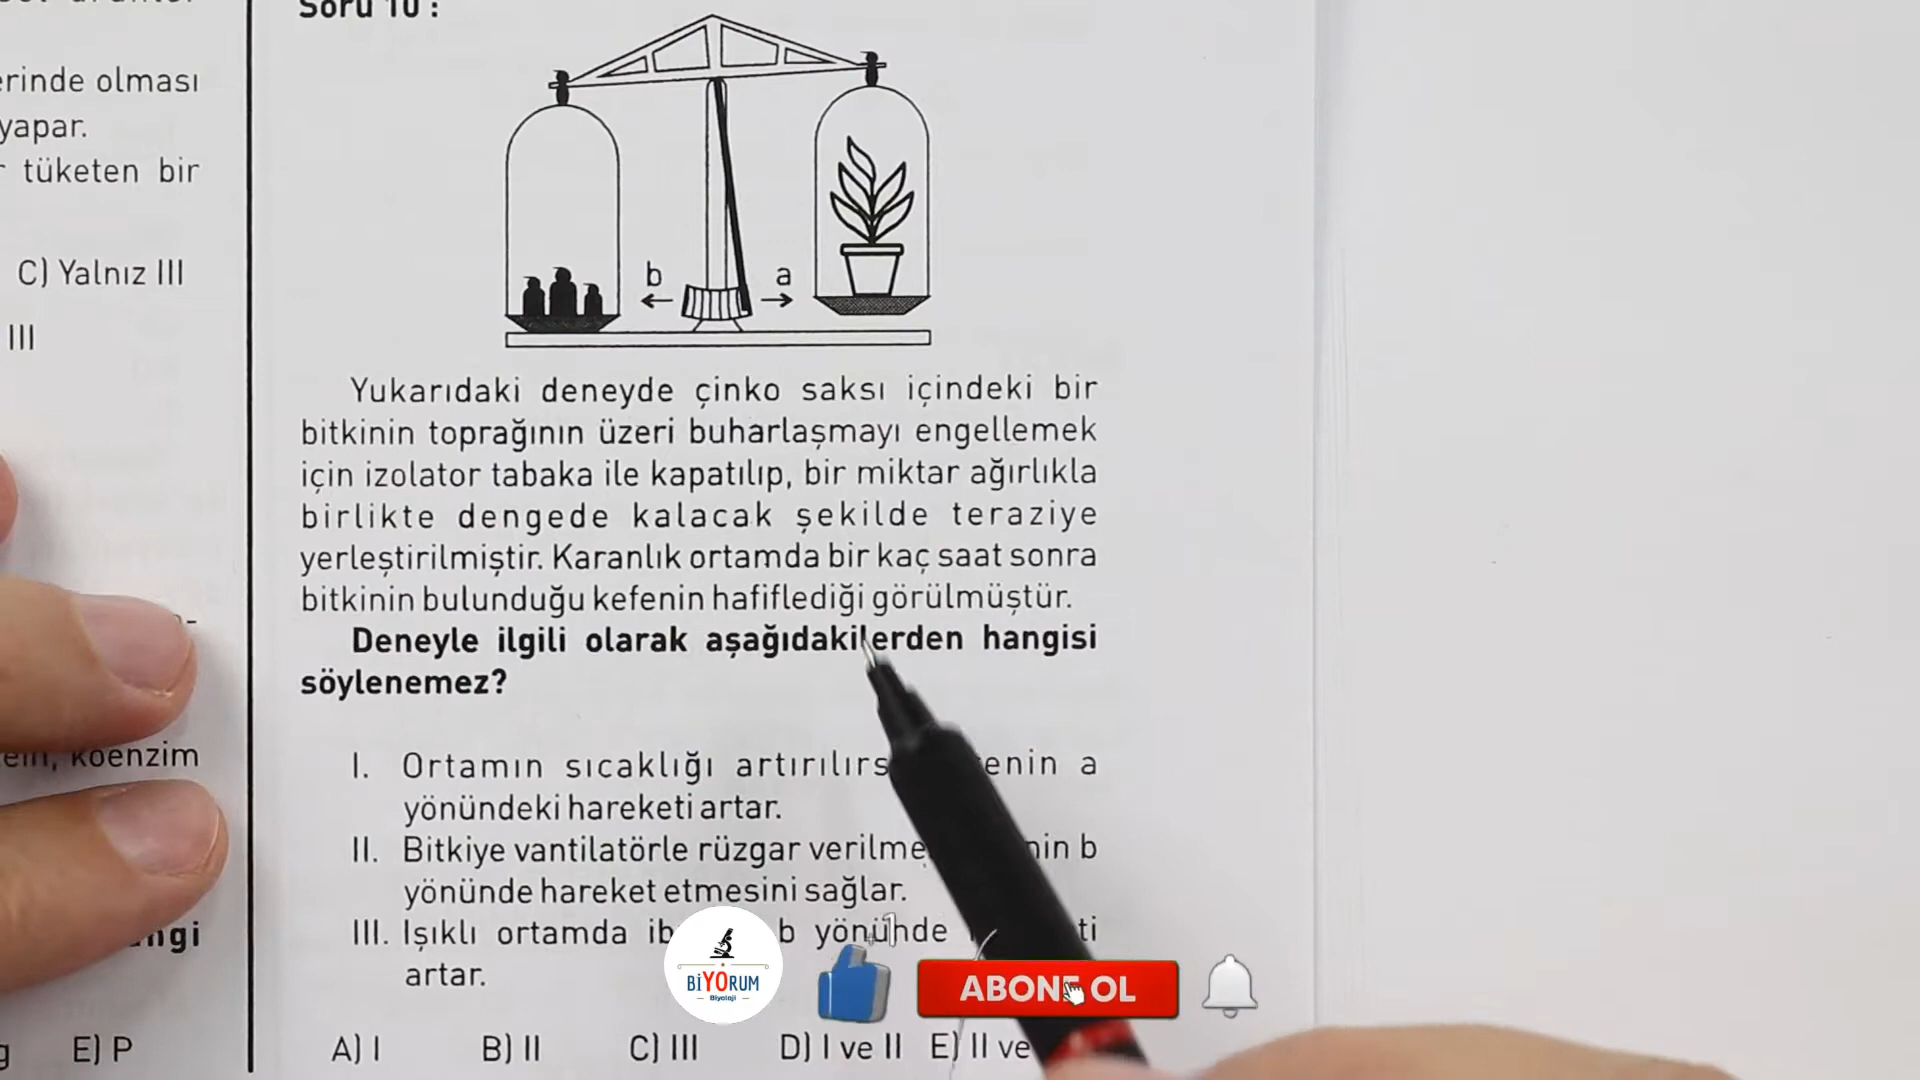 Soru 10 :
erinde olması
yapar.
tüketen bir
C) Yalnız III
III
koenzim
E) P
b
a
Yukarıdaki deneyde çinko saksı içindeki bir
bitkinin toprağının üzeri buharlaşmayı engellemek
için izolator tabaka ile kapatılıp, bir miktar ağırlıkla
birlikte dengede kalacak şekilde teraziye
yerleştirilmiştir. Karanlık ortamda bir kaç saat sonra
bitkinin bulunduğu kefenin hafiflediği görülmüştür.
Deneyle ilgili olarak aşağıdakilerden hangisi
söylenemez?
I. Ortamın sıcaklığı artırılırs enin a
yönündeki hareketi artar.
II. Bitkiye vantilatörle rüzgar verilme nin b
yönünde hareket etmesini sağlar.
III. Işıklı ortamda ib b yönünde ti
artar.
A) I B) II C) III D) I ve II E) II ve
BiYORUM
Biyoloji
ABONE OL